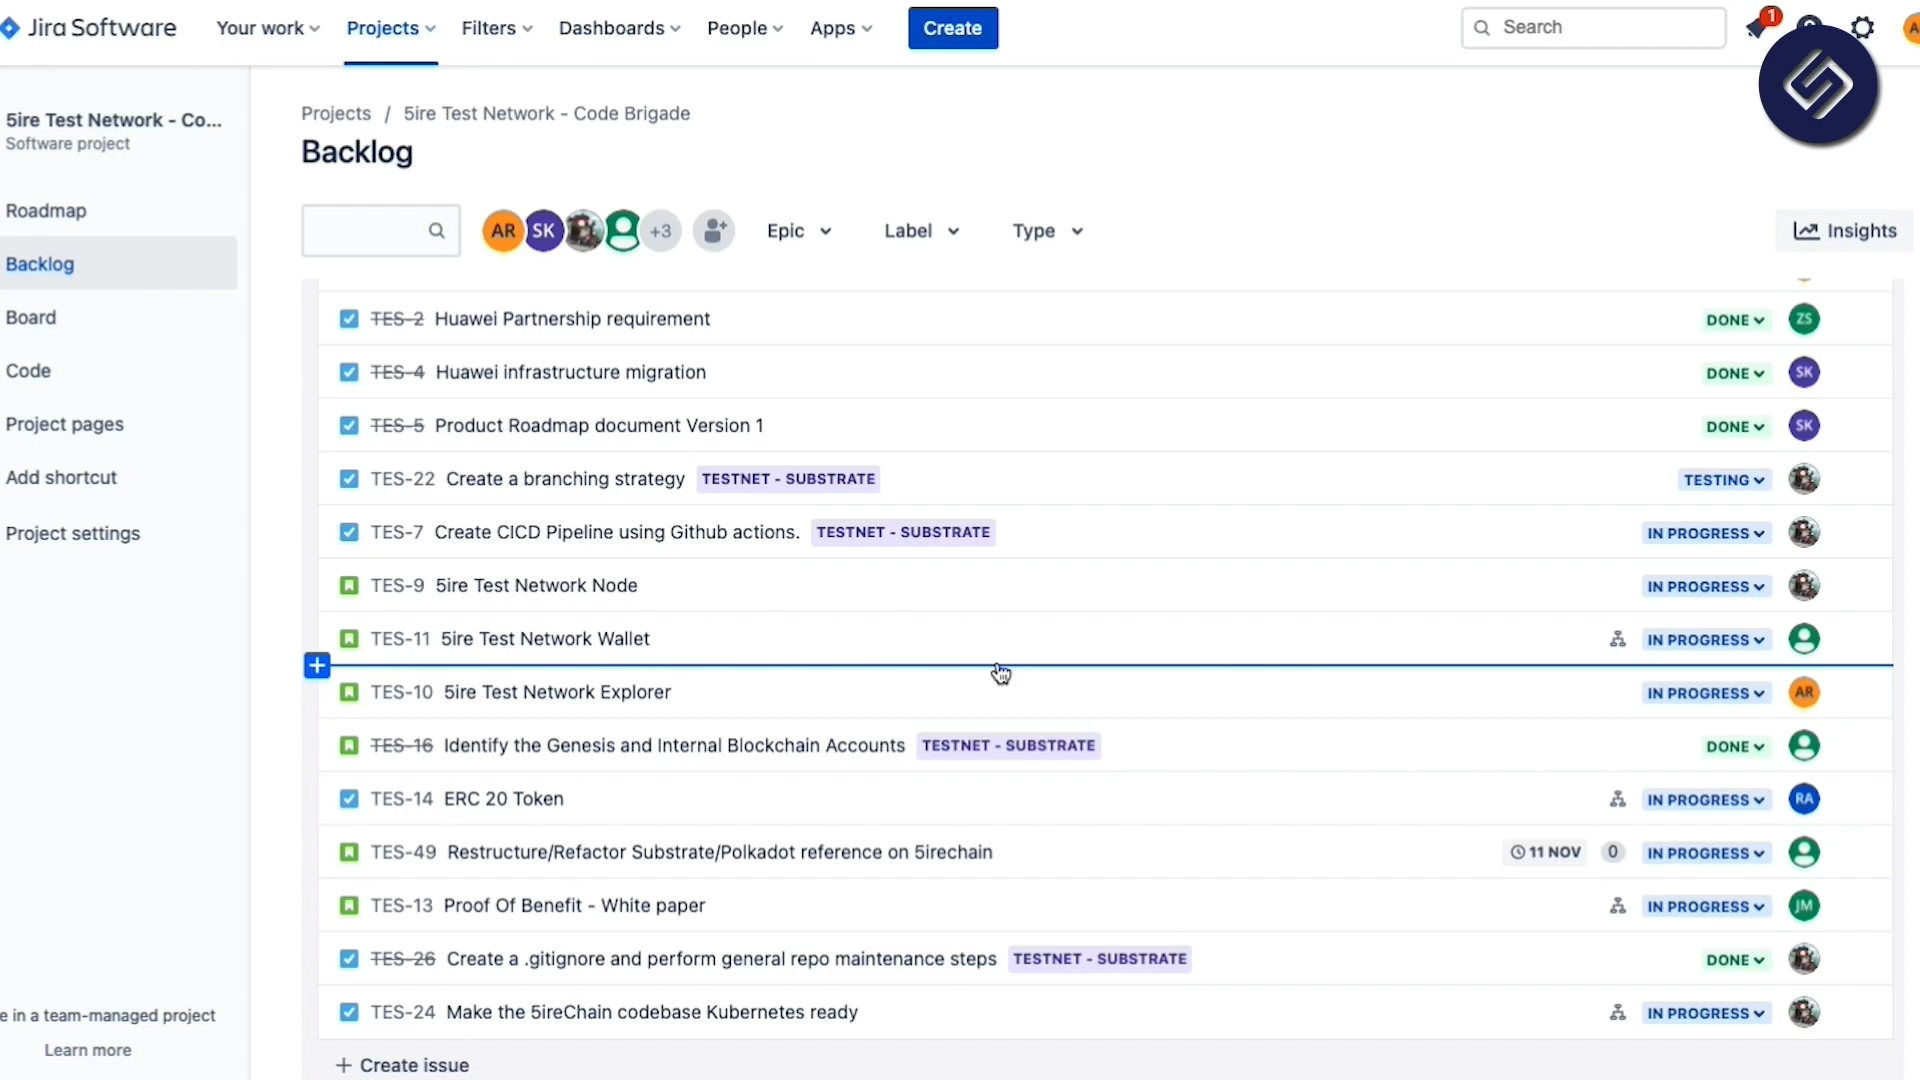 Jira Software
Your work Projects Filters Dashboards People Apps Create
Search
1
5ire Test Network - Co...
Software project
Roadmap
Backlog
Board
Code
Project pages
Add shortcut
Project settings
e in a team-managed project
Learn more
Projects / 5ire Test Network - Code Brigade
Backlog
AR SK +3 Epic Label Type Insights
TES-2 Huawei Partnership requirement DONE ZS
TES-4 Huawei infrastructure migration DONE SK
TES-5 Product Roadmap document Version 1 DONE SK
TES-22 Create a branching strategy TESTNET - SUBSTRATE TESTING
TES-7 Create CICD Pipeline using Github actions. TESTNET - SUBSTRATE IN PROGRESS
TES-9 5ire Test Network Node IN PROGRESS
TES-11 5ire Test Network Wallet IN PROGRESS
TES-10 5ire Test Network Explorer IN PROGRESS AR
TES-16 Identify the Genesis and Internal Blockchain Accounts TESTNET - SUBSTRATE DONE
TES-14 ERC 20 Token IN PROGRESS RA
TES-49 Restructure/Refactor Substrate/Polkadot reference on 5irechain 11 NOV 0 IN PROGRESS
TES-13 Proof Of Benefit - White paper IN PROGRESS JM
TES-26 Create a .gitignore and perform general repo maintenance steps TESTNET - SUBSTRATE DONE
TES-24 Make the 5ireChain codebase Kubernetes ready IN PROGRESS
+ Create issue